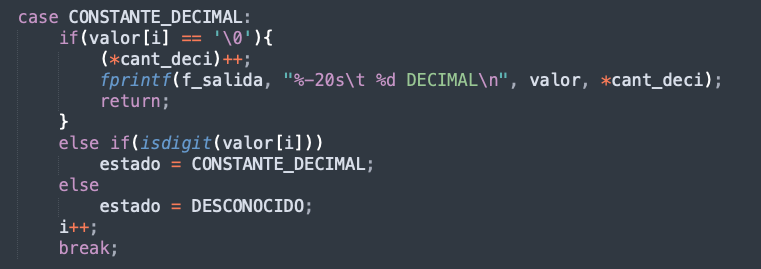 case CONSTANTE_DECIMAL:
if(valor[i] == '\0'){
(*cant_deci)++;
fprintf(f_salida, "%-20s\t %d DECIMAL\n", valor, *cant_deci);
return;
}
else if(isdigit(valor[i]))
estado = CONSTANTE_DECIMAL;
else
estado = DESCONOCIDO;
i++;
break;